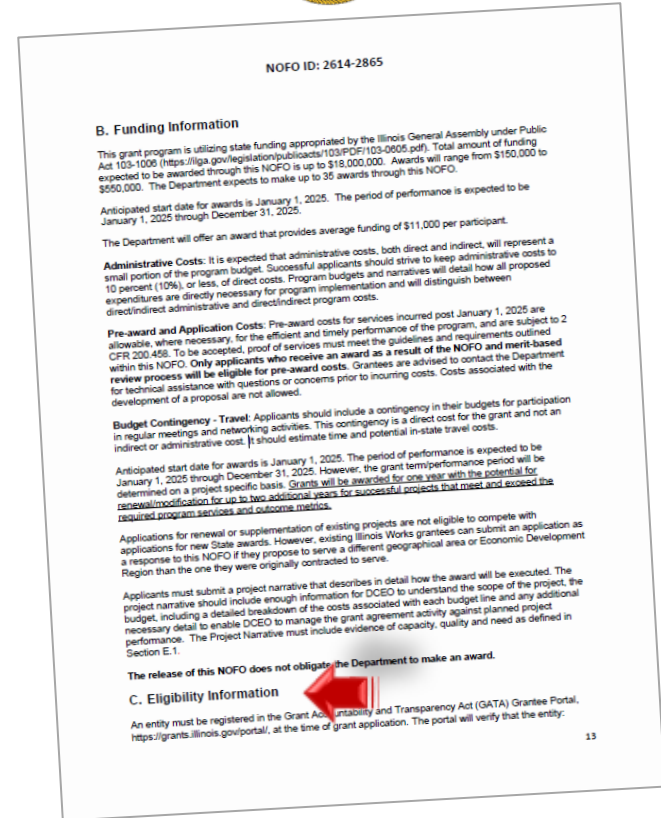 NOFO ID: 2614-2865
B. Funding Information
This grant program is utilizing state funding appropriated by the Illinois General Assembly under Public
Act 103-1006 (https://ilga.gov/legislation/publicacts/103/PDF/103-0605.pdf). Total amount of funding
expected to be awarded through this NOFO is up to $18,000,000. Awards will range from $150,000 to
$550,000. The Department expects to make up to 35 awards through this NOFO.
Anticipated start date for awards is January 1, 2025. The period of performance is expected to be
January 1, 2025 through December 31, 2025.
The Department will offer an award that provides average funding of $11,000 per participant.
Administrative Costs: It is expected that administrative costs, both direct and indirect, will represent a
small portion of the program budget. Successful applicants should strive to keep administrative costs to
10 percent (10%), or less, of direct costs. Program budgets and narratives will detail how all proposed
expenditures are directly necessary for program implementation and will distinguish between
direct/indirect administrative and direct/indirect program costs.
Pre-award and Application Costs: Pre-award costs for services incurred post January 1, 2025 are
allowable, where necessary, for the efficient and timely performance of the program, and are subject to 2
CFR 200.458. To be accepted, proof of services must meet the guidelines and requirements outlined
within this NOFO. Only applicants who receive an award as a result of the NOFO and merit-based
review process will be eligible for pre-award costs. Grantees are advised to contact the Department
for technical assistance with questions or concerns prior to incurring costs. Costs associated with the
development of a proposal are not allowed.
Budget Contingency - Travel: Applicants should include a contingency in their budgets for participation
in regular meetings and networking activities. This contingency is a direct cost for the grant and not an
indirect or administrative cost. It should estimate time and potential in-state travel costs.
Anticipated start date for awards is January 1, 2025. The period of performance is expected to be
January 1, 2025 through December 31, 2025. However, the grant term/performance period will be
determined on a project specific basis. Grants will be awarded for one year with the potential for
renewal/modification for up to two additional years for successful projects that meet and exceed the
required program services and outcome metrics.
Applications for renewal or supplementation of existing projects are not eligible to compete with
applications for new State awards. However, existing Illinois Works grantees can submit an application as
a response to this NOFO if they propose to serve a different geographical area or Economic Development
Region than the one they were originally contracted to serve.
Applicants must submit a project narrative that describes in detail how the award will be executed. The
project narrative should include enough information for DCEO to understand the scope of the project, the
budget, including a detailed breakdown of the costs associated with each budget line and any additional
necessary detail to enable DCEO to manage the grant agreement activity against planned project
performance. The Project Narrative must include evidence of capacity, quality and need as defined in
Section E.1.
The release of this NOFO does not obligate the Department to make an award.
C. Eligibility Information
An entity must be registered in the Grant Accountability and Transparency Act (GATA) Grantee Portal,
https://grants.illinois.gov/portal/, at the time of grant application. The portal will verify that the entity:
13